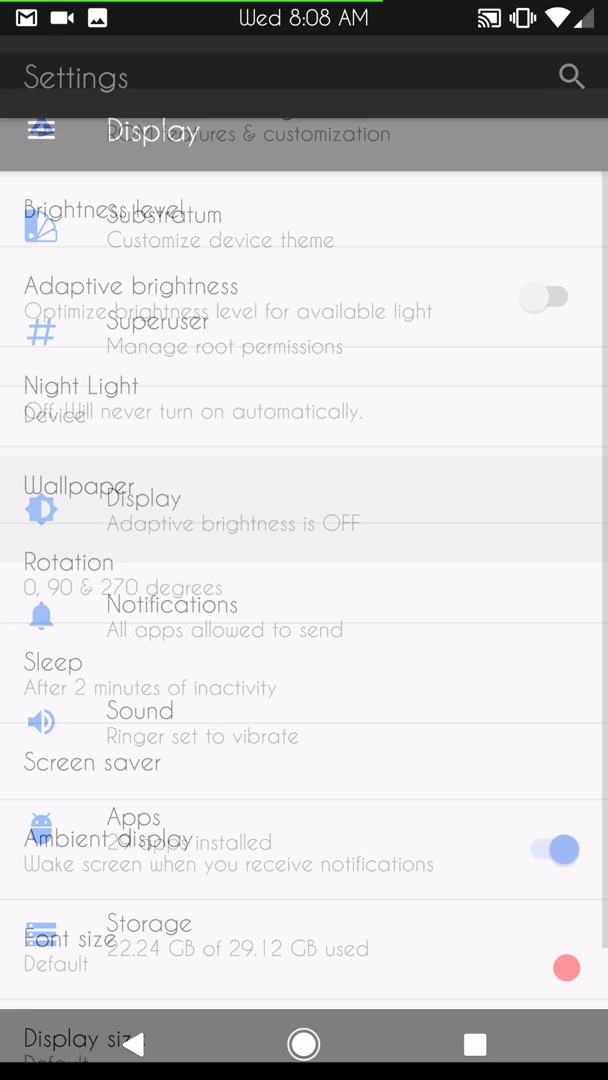 Wed 8:08 AM
Settings
Display
ROM features & customization
Brightness level
Substratum
Customize device theme
Adaptive brightness
Optimize brightness level for available light
Superuser
Manage root permissions
Night Light
Off. Will never turn on automatically.
Device
Wallpaper
Display
Adaptive brightness is OFF
Rotation
0, 90 & 270 degrees
Notifications
All apps allowed to send
Sleep
After 2 minutes of inactivity
Sound
Ringer set to vibrate
Screen saver
Apps
apps installed
Ambient display
Wake screen when you receive notifications
Storage
22.24 GB of 29.12 GB used
Font size
Default
Display size
Default